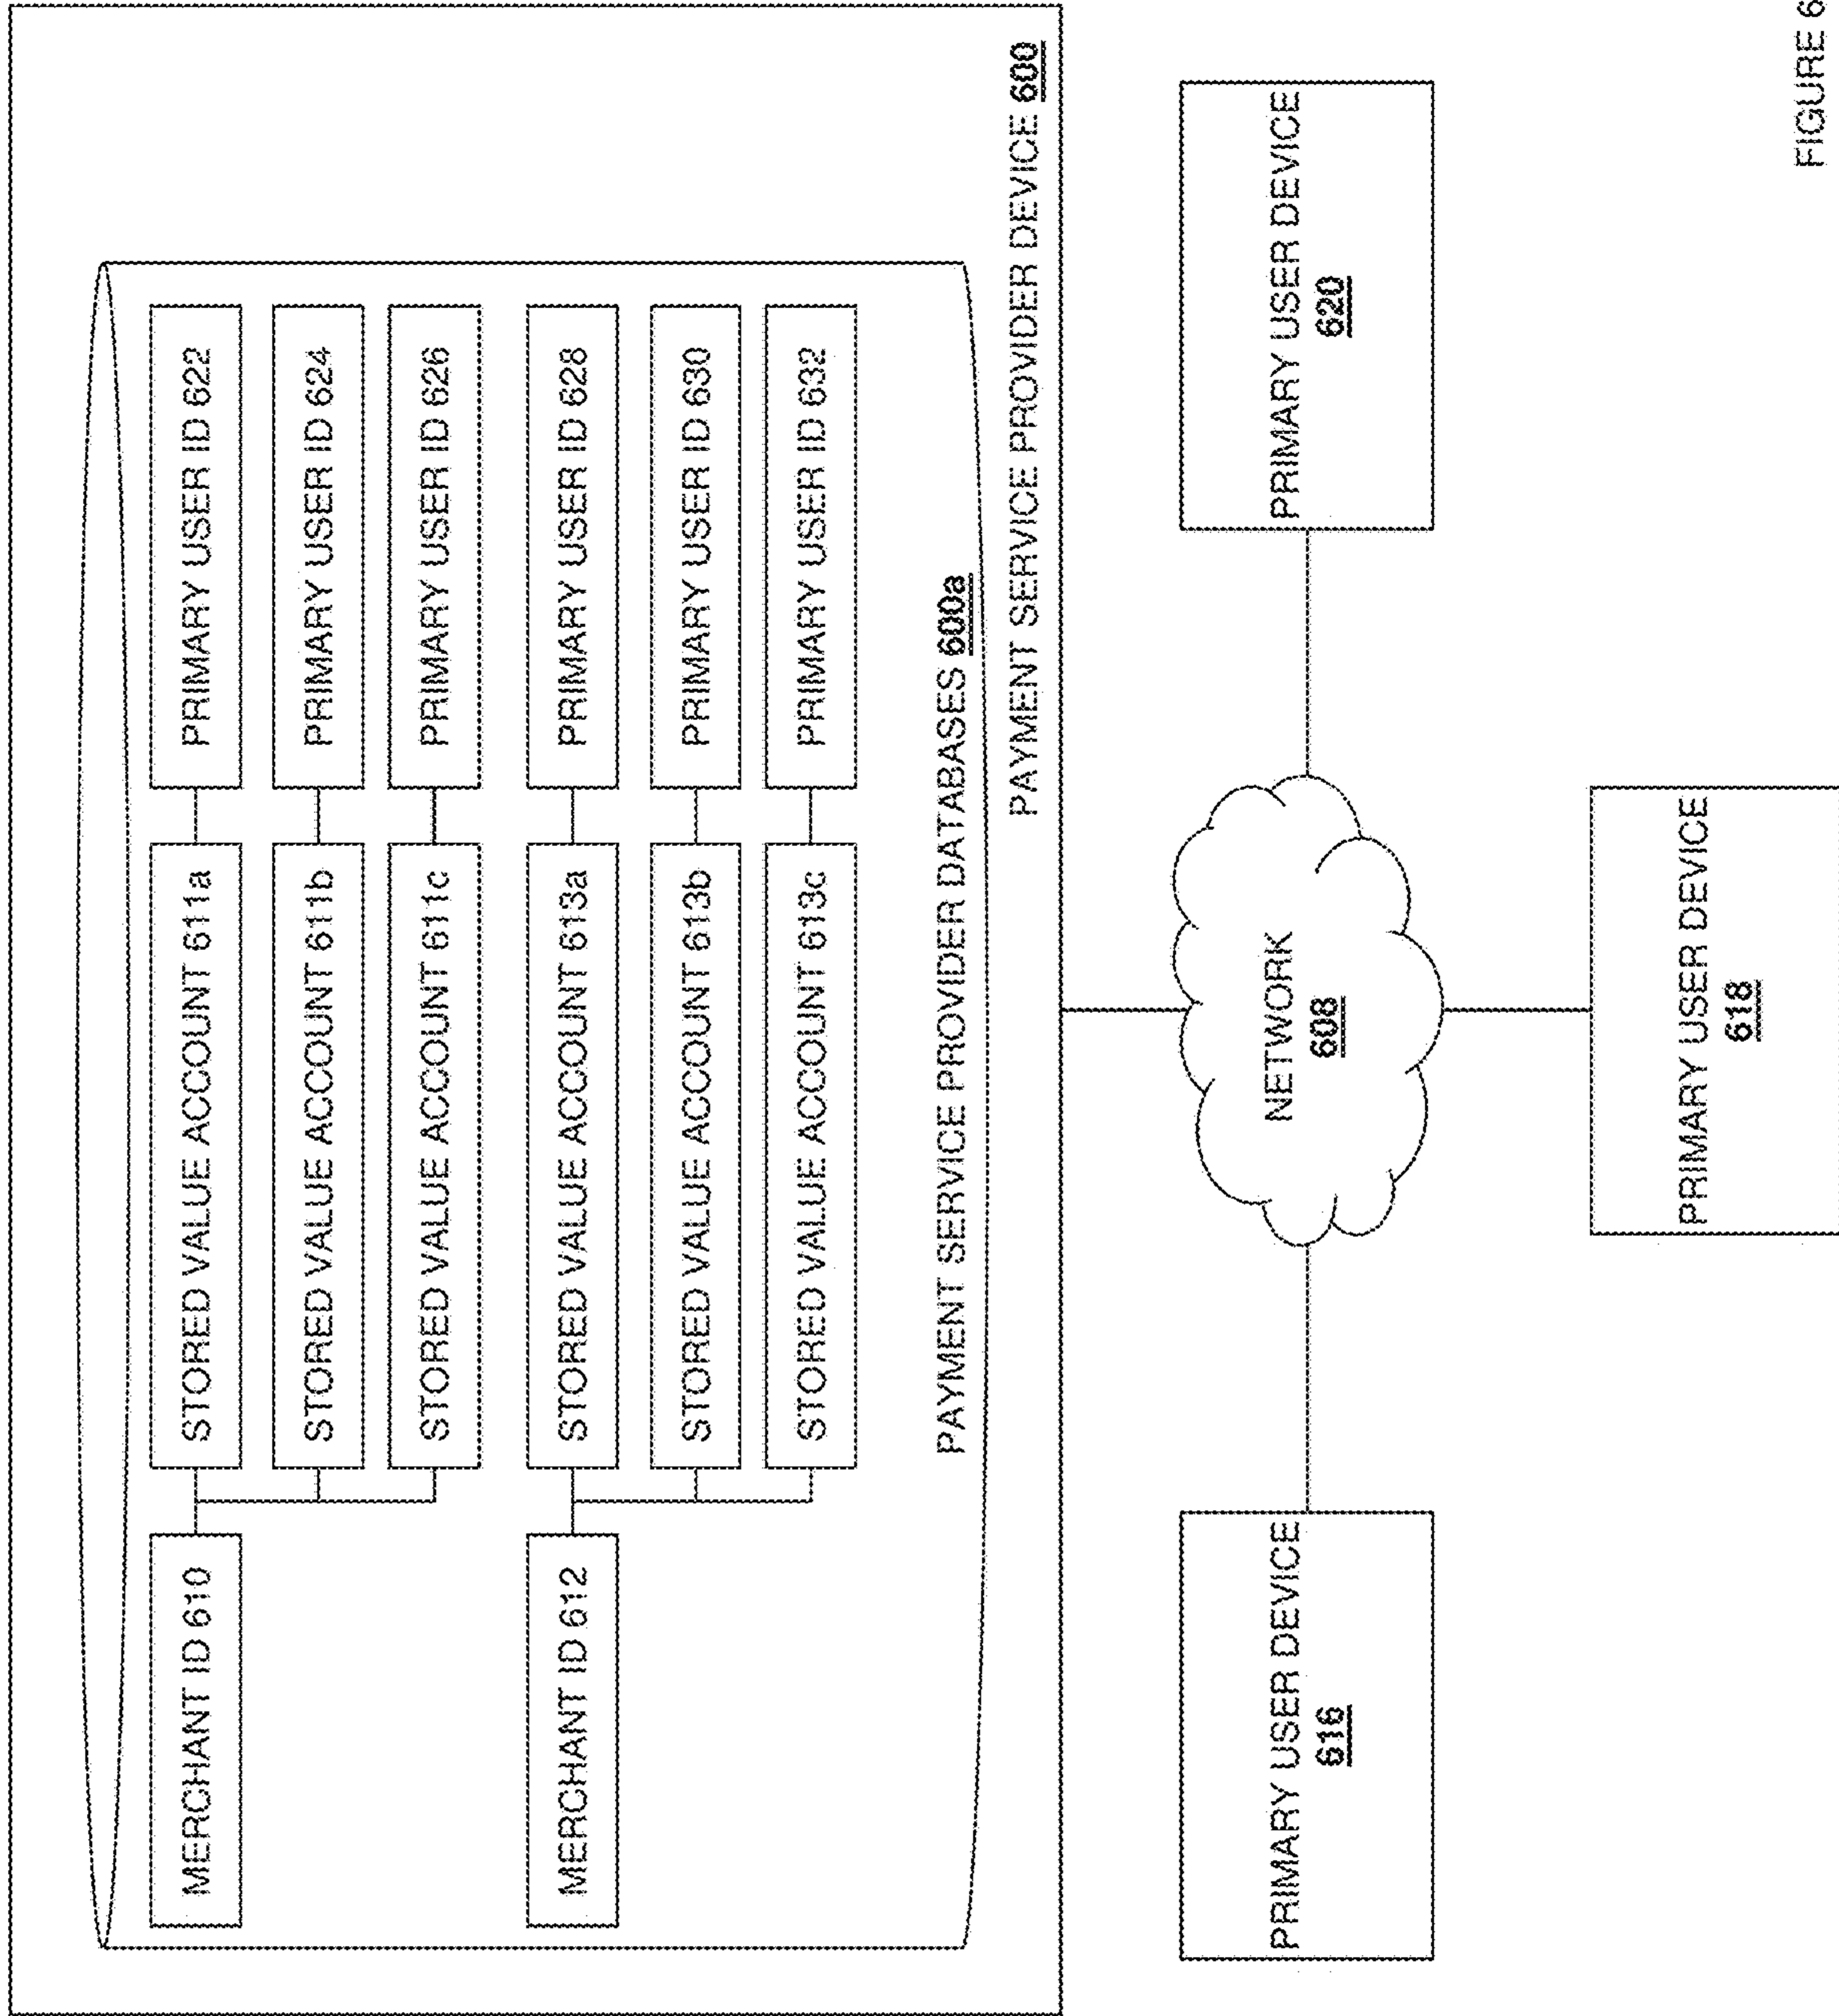 MERCHANT ID 610
STORED VALUE ACCOUNT 611a
PRIMARY USER ID 622
STORED VALUE ACCOUNT 611b
PRIMARY USER ID 624
STORED VALUE ACCOUNT 611c
PRIMARY USER ID 626
MERCHANT ID 612
STORED VALUE ACCOUNT 613a
PRIMARY USER ID 628
STORED VALUE ACCOUNT 613b
PRIMARY USER ID 630
STORED VALUE ACCOUNT 613c
PRIMARY USER ID 632
PAYMENT SERVICE PROVIDER DATABASES 600a
PAYMENT SERVICE PROVIDER DEVICE 600
PRIMARY USER DEVICE
616
NETWORK
608
PRIMARY USER DEVICE
620
PRIMARY USER DEVICE
618
FIGURE 6